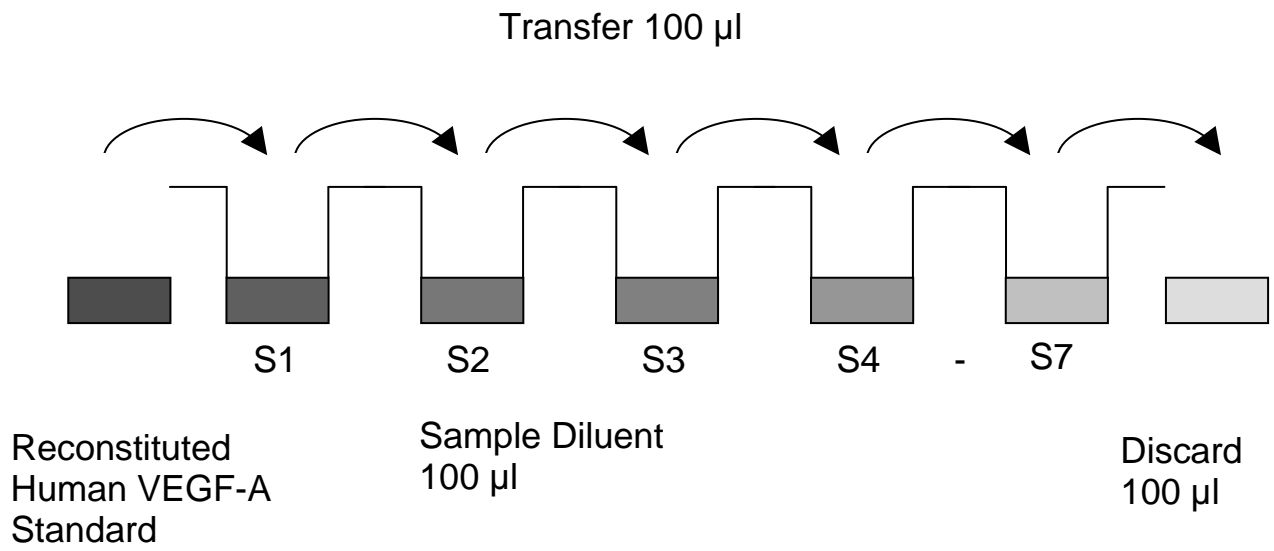 Transfer 100 µl
S1 S2 S3 S4 - S7
Reconstituted
Human VEGF-A
Standard
Sample Diluent
100 µl
Discard
100 µl